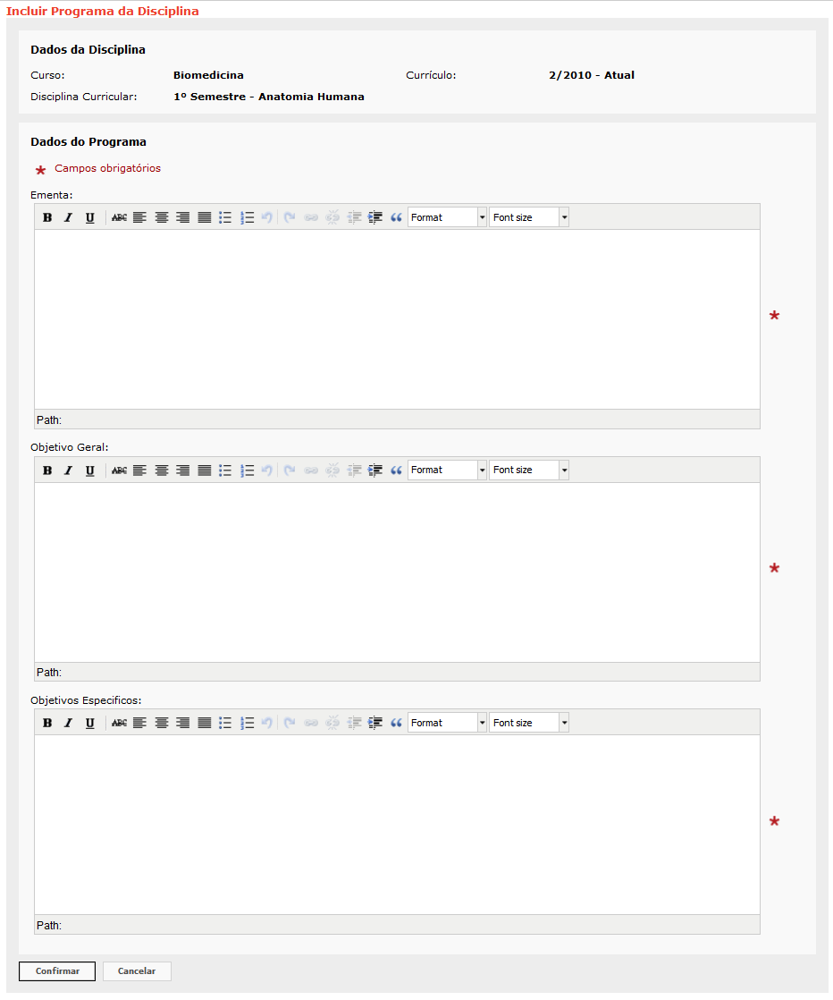 Incluir Programa da Disciplina
Dados da Disciplina
Curso: Biomedicina Currículo: 2/2010 - Atual
Disciplina Curricular: 1º Semestre - Anatomia Humana
Dados do Programa
* Campos obrigatórios
Ementa:
B I U ABC Format Font size
*
Path:
Objetivo Geral:
B I U ABC Format Font size
*
Path:
Objetivos Especificos:
B I U ABC Format Font size
*
Path:
Confirmar Cancelar